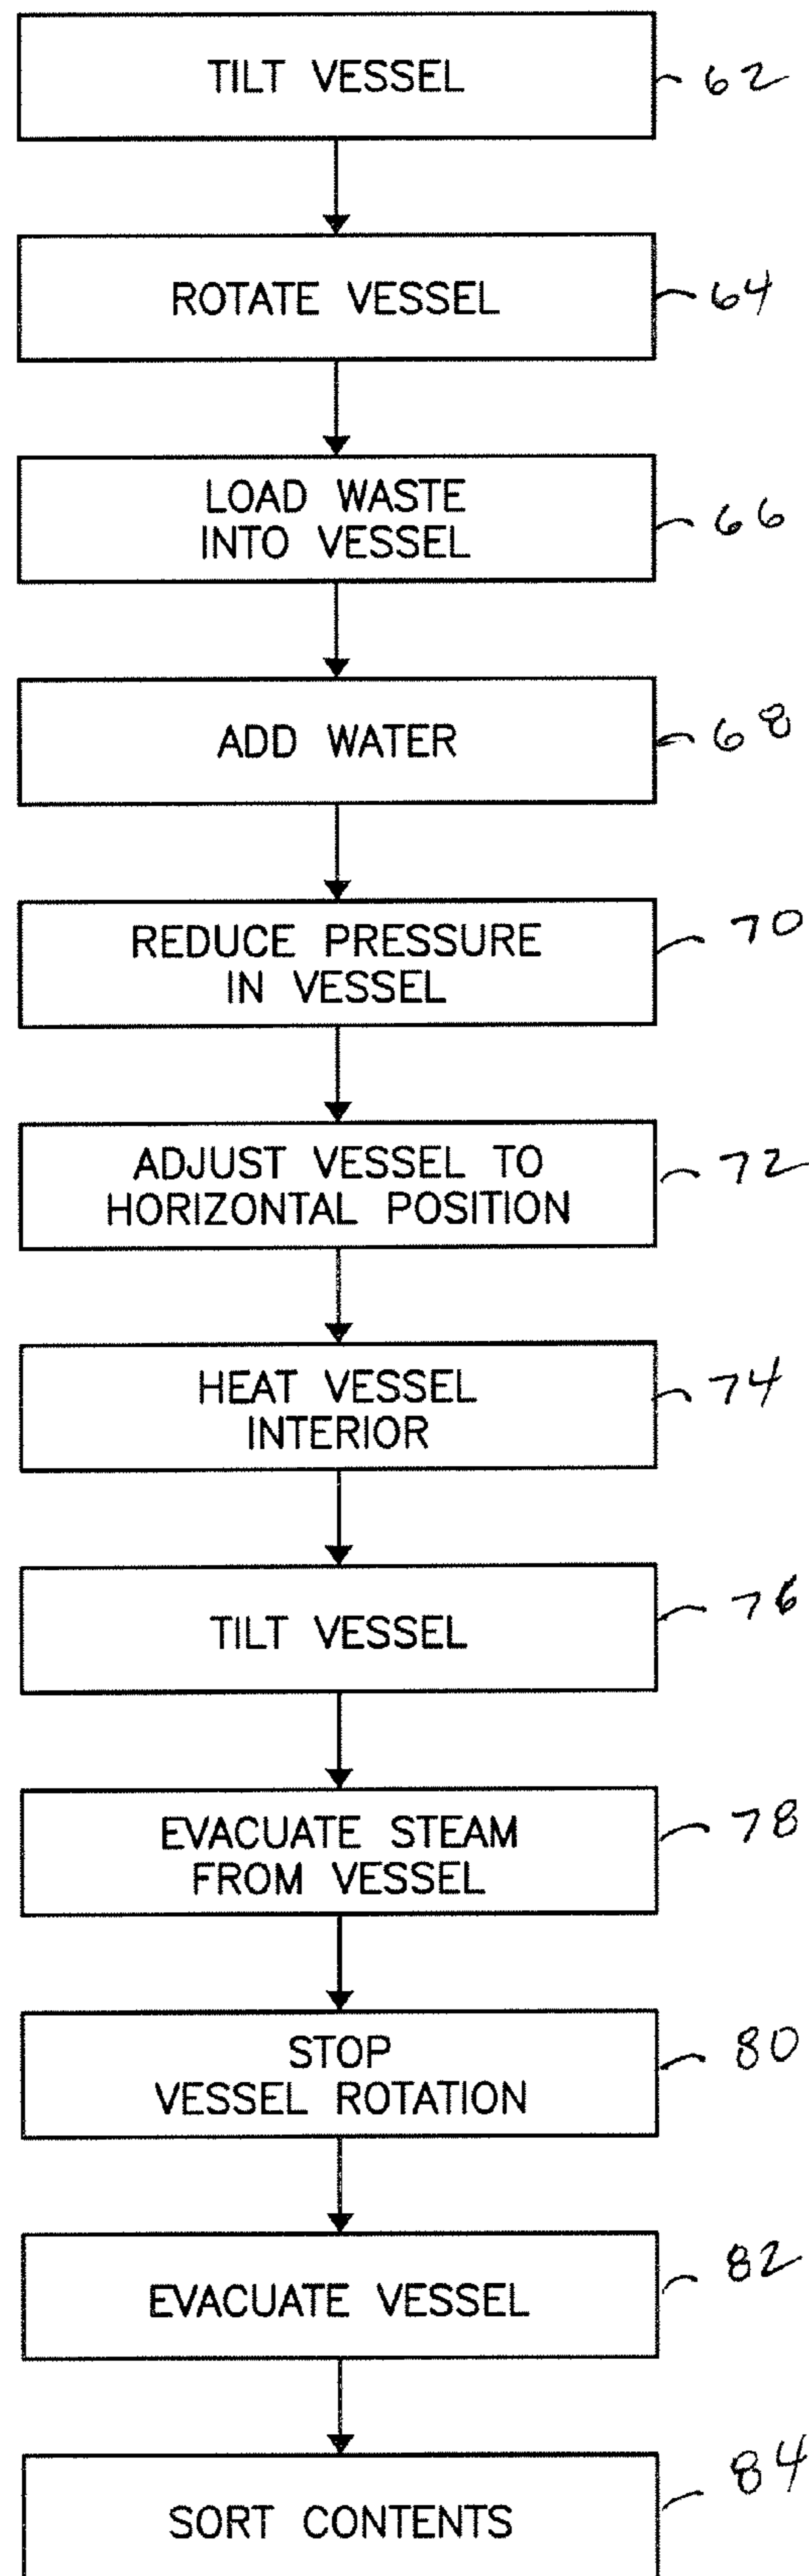 TILT VESSEL
62
ROTATE VESSEL
64
LOAD WASTE
INTO VESSEL
66
ADD WATER
68
REDUCE PRESSURE
IN VESSEL
70
ADJUST VESSEL TO
HORIZONTAL POSITION
72
HEAT VESSEL
INTERIOR
74
TILT VESSEL
76
EVACUATE STEAM
FROM VESSEL
78
STOP
VESSEL ROTATION
80
EVACUATE VESSEL
82
SORT CONTENTS
84